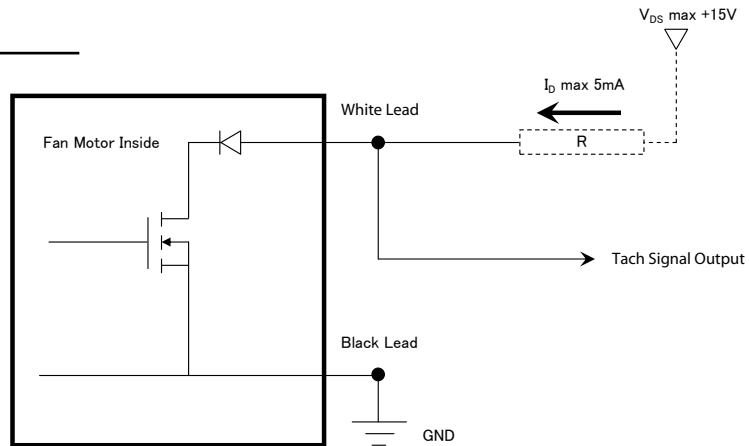 V_DS max +15V
I_D max 5mA
White Lead
Fan Motor Inside
R
Tach Signal Output
Black Lead
GND